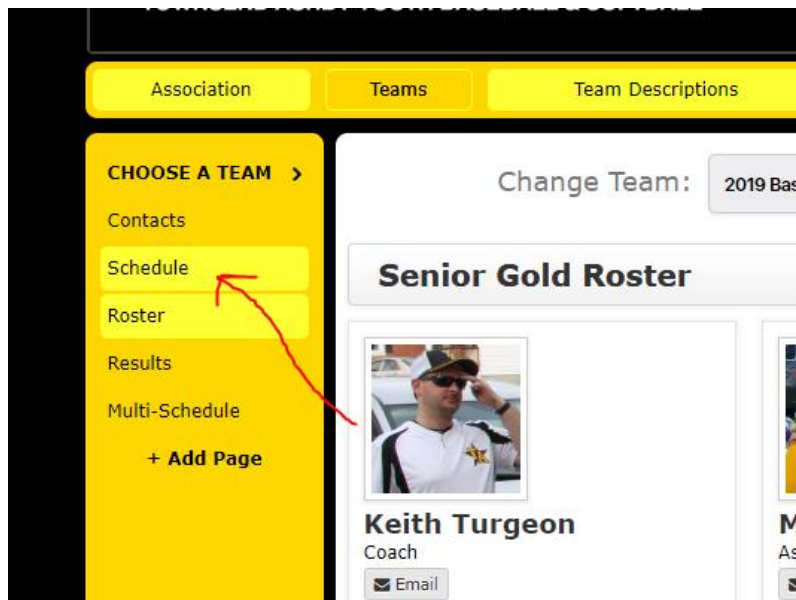 Association
Teams
Team Descriptions
CHOOSE A TEAM
Contacts
Schedule
Roster
Results
Multi-Schedule
+ Add Page
Change Team:
2019 Bas
Senior Gold Roster
Keith Turgeon
Coach
Email
M
As